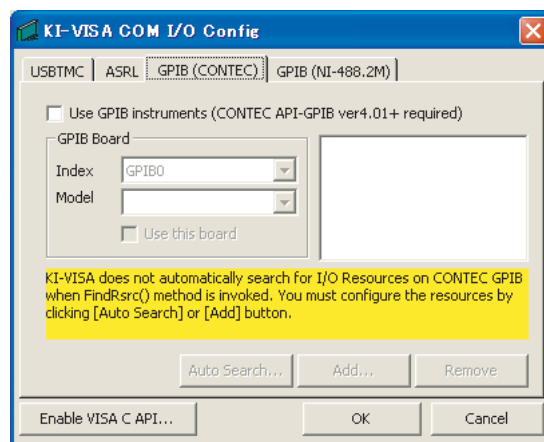 KI-VISA COM I/O Config
USBTMC ASRL GPIB (CONTEC) GPIB (NI-488.2M)
Use GPIB instruments (CONTEC API-GPIB ver4.01+ required)
GPIB Board
Index GPIB0
Model
Use this board
KI-VISA does not automatically search for I/O Resources on CONTEC GPIB
when FindRsrc() method is invoked. You must configure the resources by
clicking [Auto Search] or [Add] button.
Auto Search... Add... Remove
Enable VISA C API... OK Cancel